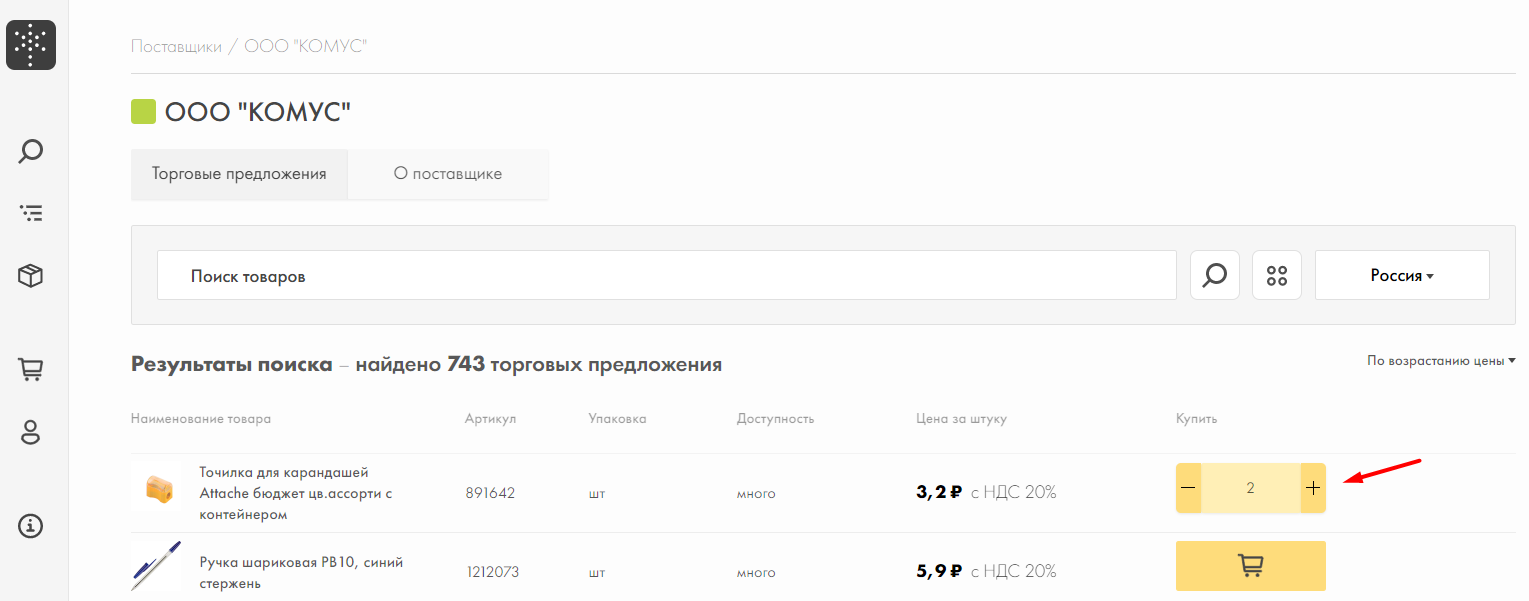 Поставщики / ООО "КОМУС"
ООО "КОМУС"
Торговые предложения
О поставщике
Поиск товаров
Россия
Результаты поиска – найдено 743 торговых предложения
По возрастанию цены
Наименование товара
Артикул
Упаковка
Доступность
Цена за штуку
Купить
Точилка для карандашей
Attache бюджет цв.ассорти с
контейнером
891642
шт
много
3,2 ₽ с НДС 20%
− 2 +
Ручка шариковая РВ10, синий
стержень
1212073
шт
много
5,9 ₽ с НДС 20%